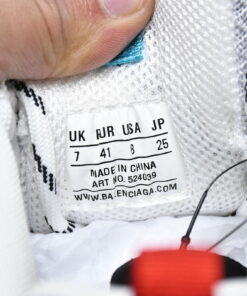 UK EUR USA JP
7 41 8 25
MADE IN CHINA
ART NO. 524039
WWW.BALENCIAGA.COM